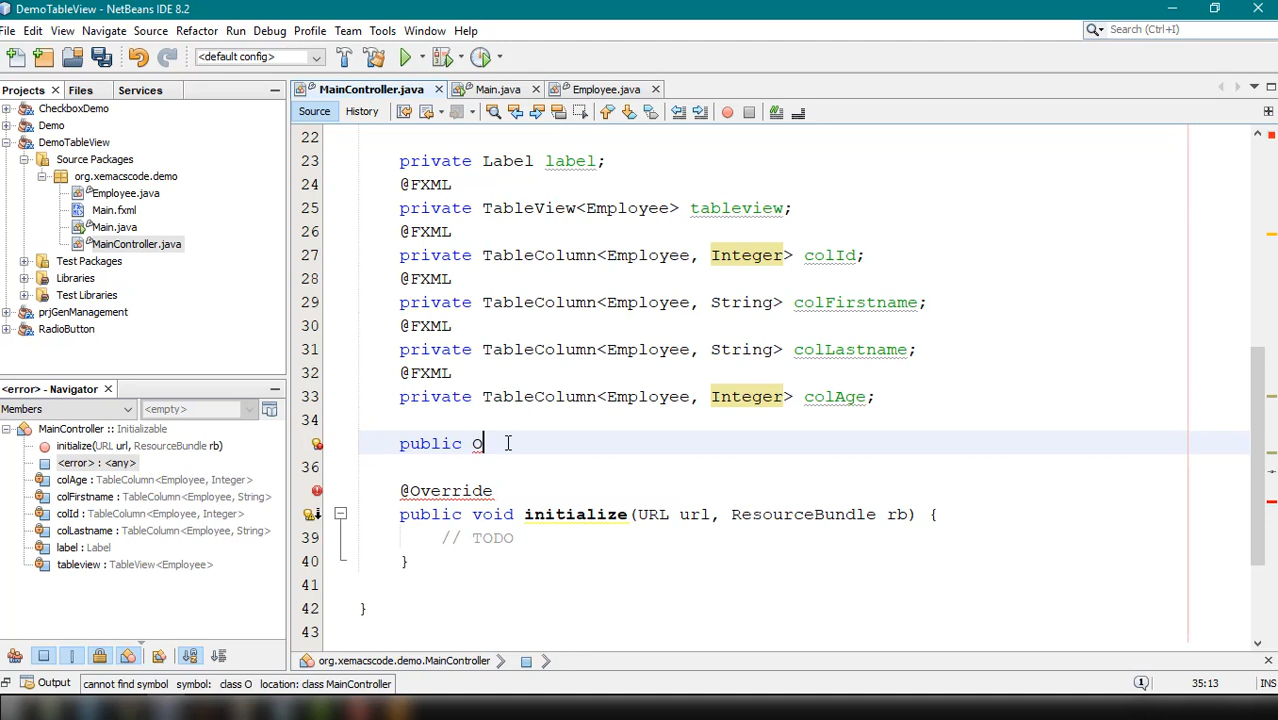 DemoTableView - NetBeans IDE 8.2
File Edit View Navigate Source Refactor Run Debug Profile Team Tools Window Help
Search (Ctrl+I)
<default config>
Projects Files Services
MainController.java Main.java Employee.java
Source History
CheckboxDemo
Demo
DemoTableView
Source Packages
org.xemacscode.demo
Employee.java
Main.fxml
Main.java
MainController.java
Test Packages
Libraries
Test Libraries
prjGenManagement
RadioButton
<error> - Navigator
Members <empty>
MainController :: Initializable
initialize(URL url, ResourceBundle rb)
<error> : <any>
colAge : TableColumn<Employee, Integer>
colFirstname : TableColumn<Employee, String>
colId : TableColumn<Employee, Integer>
colLastname : TableColumn<Employee, String>
label : Label
tableview : TableView<Employee>
22
23 private Label label;
24 @FXML
25 private TableView<Employee> tableview;
26 @FXML
27 private TableColumn<Employee, Integer> colId;
28 @FXML
29 private TableColumn<Employee, String> colFirstname;
30 @FXML
31 private TableColumn<Employee, String> colLastname;
32 @FXML
33 private TableColumn<Employee, Integer> colAge;
34
public O
36
@Override
public void initialize(URL url, ResourceBundle rb) {
39 // TODO
40 }
41
42 }
43
org.xemacscode.demo.MainController
Output cannot find symbol symbol: class O location: class MainController 1 35:13 INS